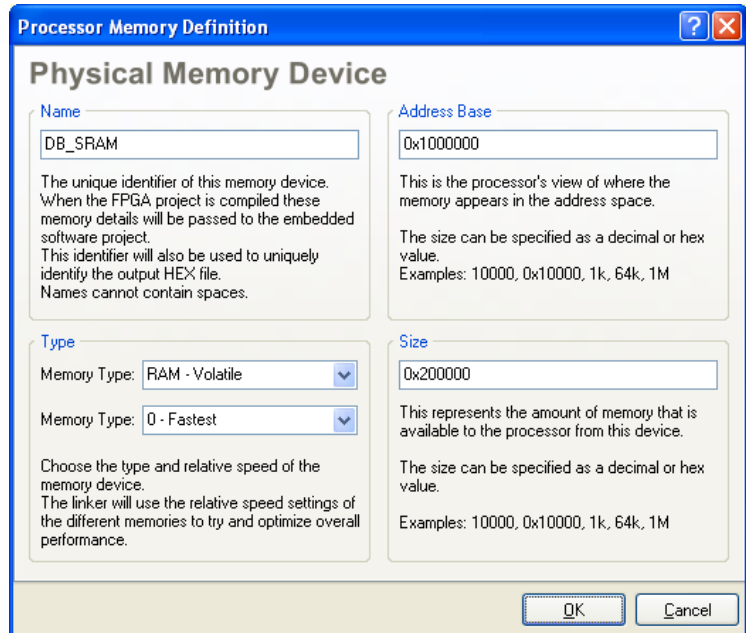 Processor Memory Definition
Physical Memory Device
Name
DB_SRAM
The unique identifier of this memory device.
When the FPGA project is compiled these
memory details will be passed to the embedded
software project.
This identifier will also be used to uniquely
identify the output HEX file.
Names cannot contain spaces.
Address Base
0x1000000
This is the processor's view of where the
memory appears in the address space.
The size can be specified as a decimal or hex
value.
Examples: 10000, 0x10000, 1k, 64k, 1M
Type
Memory Type: RAM - Volatile
Memory Type: 0 - Fastest
Choose the type and relative speed of the
memory device.
The linker will use the relative speed settings of
the different memories to try and optimize overall
performance.
Size
0x200000
This represents the amount of memory that is
available to the processor from this device.
The size can be specified as a decimal or hex
value.
Examples: 10000, 0x10000, 1k, 64k, 1M
OK
Cancel